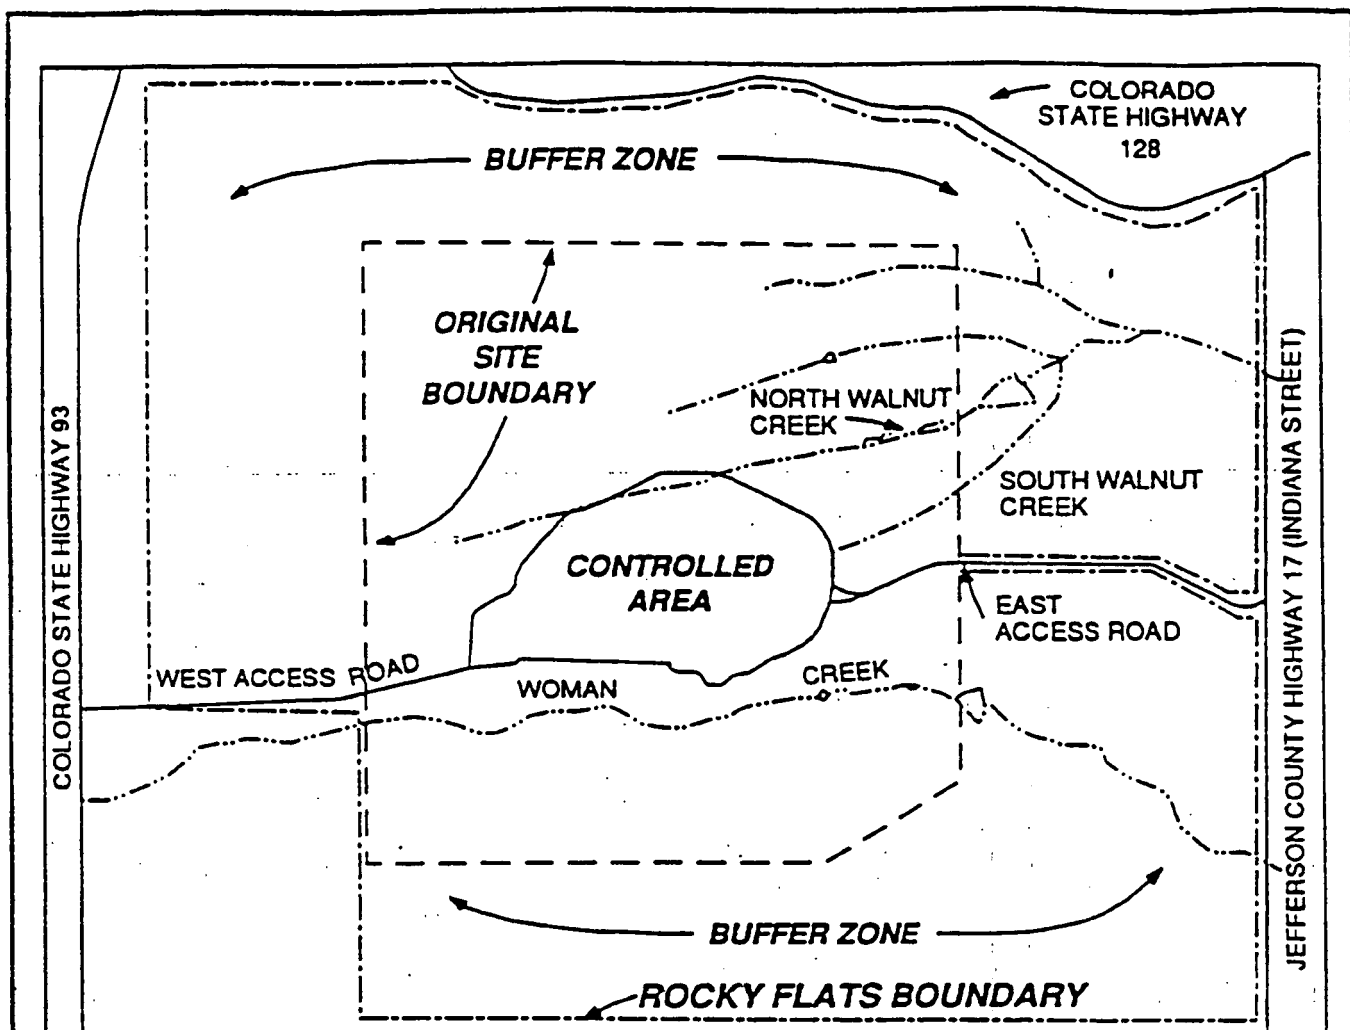 COLORADO
STATE HIGHWAY
128
BUFFER ZONE
ORIGINAL
SITE
BOUNDARY
NORTH WALNUT
CREEK
SOUTH WALNUT
CREEK
CONTROLLED
AREA
EAST
ACCESS ROAD
WEST ACCESS ROAD
WOMAN CREEK
COLORADO STATE HIGHWAY 93
JEFFERSON COUNTY HIGHWAY 17 (INDIANA STREET)
BUFFER ZONE
ROCKY FLATS BOUNDARY